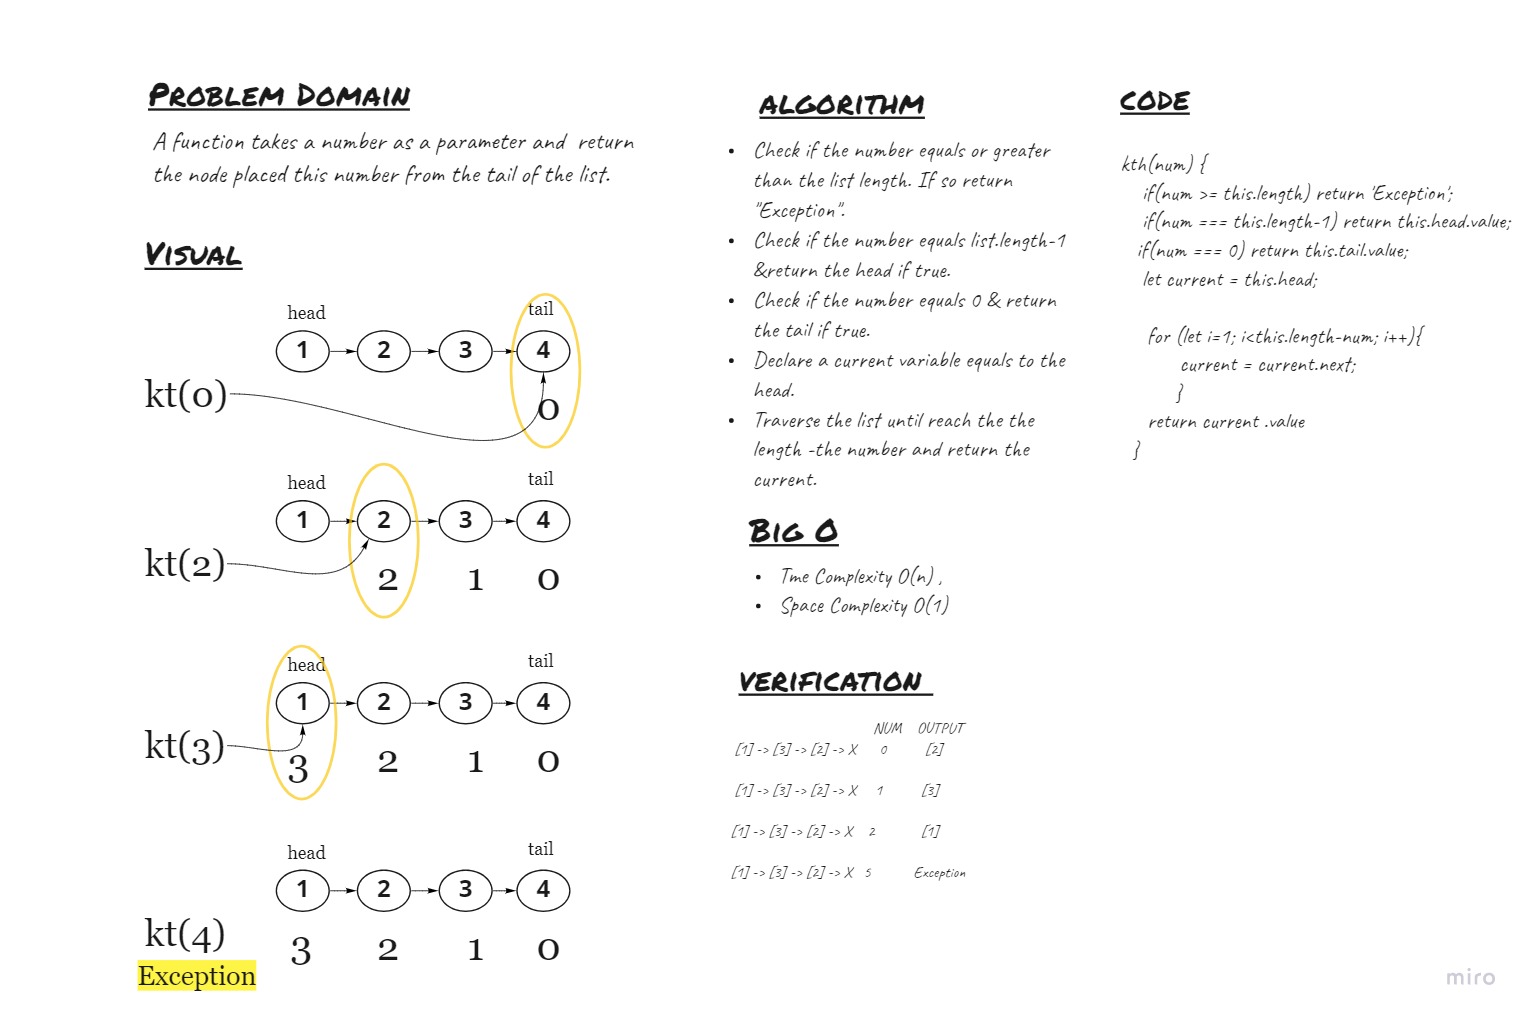 Problem Domain
A function takes a number as a parameter and return
the node placed this number from the tail of the list.
Visual
head tail
1 2 3 4
kt(0)
0
head tail
1 2 3 4
kt(2)
2 1 0
head tail
1 2 3 4
kt(3)
3 2 1 0
head tail
1 2 3 4
kt(4)
3 2 1 0
Exception
ALGORITHM
• Check if the number equals or greater
than the list length. If so return
"Exception".
• Check if the number equals list.length-1
&return the head if true.
• Check if the number equals 0 & return
the tail if true.
• Declare a current variable equals to the
head.
• Traverse the list until reach the the
length -the number and return the
current.
Big O
• Tme Complexity O(n) ,
• Space Complexity O(1)
VERIFICATION
NUM OUTPUT
[1] -> [3] -> [2] -> X 0 [2]
[1] -> [3] -> [2] -> X 1 [3]
[1] -> [3] -> [2] -> X 2 [1]
[1] -> [3] -> [2] -> X 5 Exception
CODE
kth(num) {
if(num >= this.length) return 'Exception';
if(num === this.length-1) return this.head.value;
if(num === 0) return this.tail.value;
let current = this.head;
for (let i=1; i<this.length-num; i++){
current = current.next;
}
return current .value
}
miro